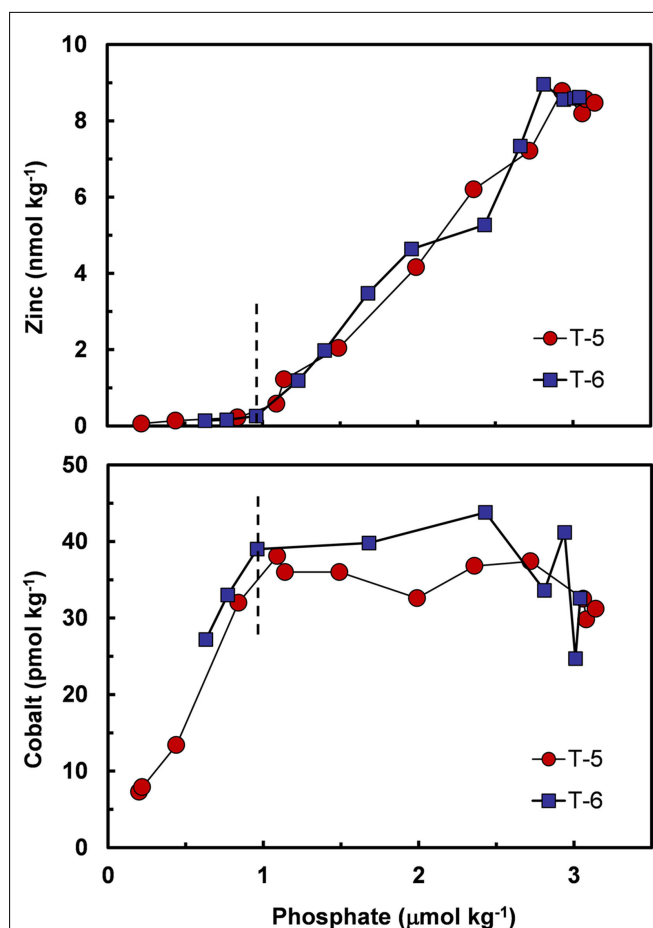 10
8
6
4
2
0
Zinc (nmol kg⁻¹)
T-5
T-6
50
40
30
20
10
0
Cobalt (pmol kg⁻¹)
T-5
T-6
0 1 2 3
Phosphate (μmol kg⁻¹)